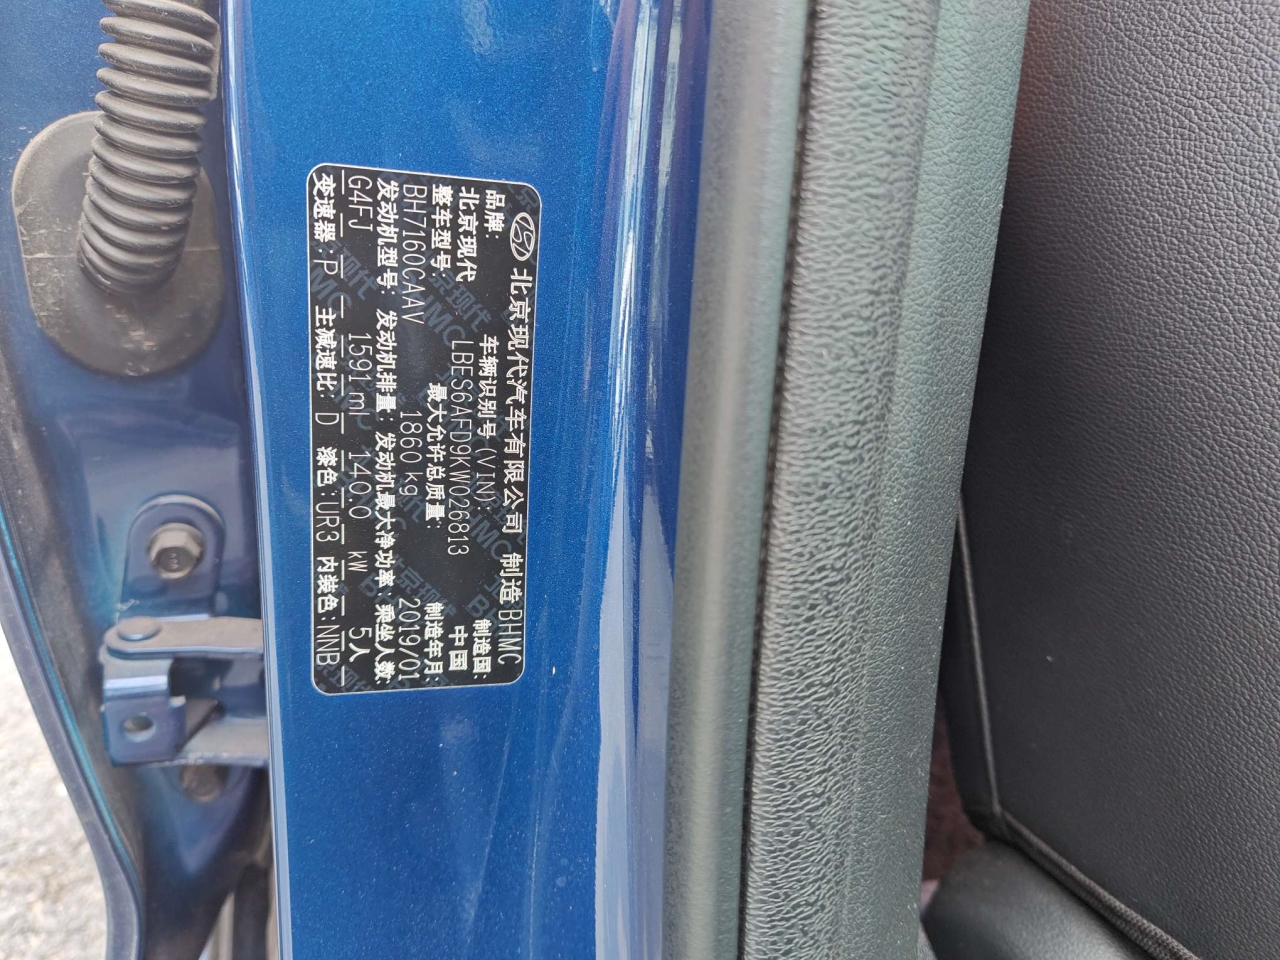 北京现代汽车有限公司 制造 BHMC
品牌: 车辆识别号(VIN): 制造国:
北京现代 LBES6AFD9KW026813 中国
整车型号: 最大允许总质量: 制造年月:
BH7160CAAV 1860kg 2019/01
发动机型号: 发动机排量: 发动机最大净功率: 乘坐人数:
G4FJ 1591mL 140.0 kW 5人
变速器: P C 主减速比: D 漆色: UR3 内装色: NNB